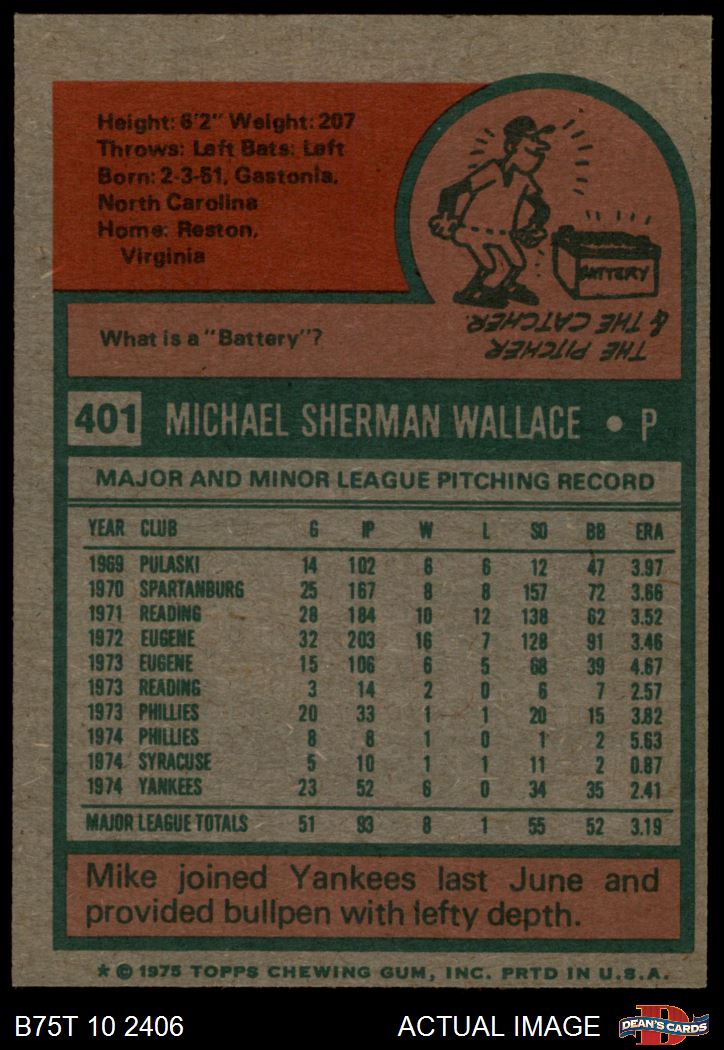 Height: 6'2" Weight: 207
Throws: Left Bats: Left
Born: 2-3-51, Gastonia,
North Carolina
Home: Reston,
Virginia
BATTERY
What is a "Battery"?
THE PITCHER
& THE CATCHER.
401 MICHAEL SHERMAN WALLACE • P
MAJOR AND MINOR LEAGUE PITCHING RECORD
YEAR CLUB G IP W L SO BB ERA
1969 PULASKI 14 102 8 6 12 47 3.97
1970 SPARTANBURG 25 167 8 8 157 72 3.66
1971 READING 28 184 10 12 138 62 3.52
1972 EUGENE 32 203 16 7 128 91 3.46
1973 EUGENE 15 106 6 5 68 39 4.67
1973 READING 3 14 2 0 6 7 2.57
1973 PHILLIES 20 33 1 1 20 15 3.82
1974 PHILLIES 8 8 1 0 1 2 5.63
1974 SYRACUSE 5 10 1 1 11 2 0.87
1974 YANKEES 23 52 6 0 34 35 2.41
MAJOR LEAGUE TOTALS 51 93 8 1 55 52 3.19
Mike joined Yankees last June and
provided bullpen with lefty depth.
* © 1975 TOPPS CHEWING GUM, INC. PRTD IN U.S.A.
B75T 10 2406 ACTUAL IMAGE D DEAN'S CARDS